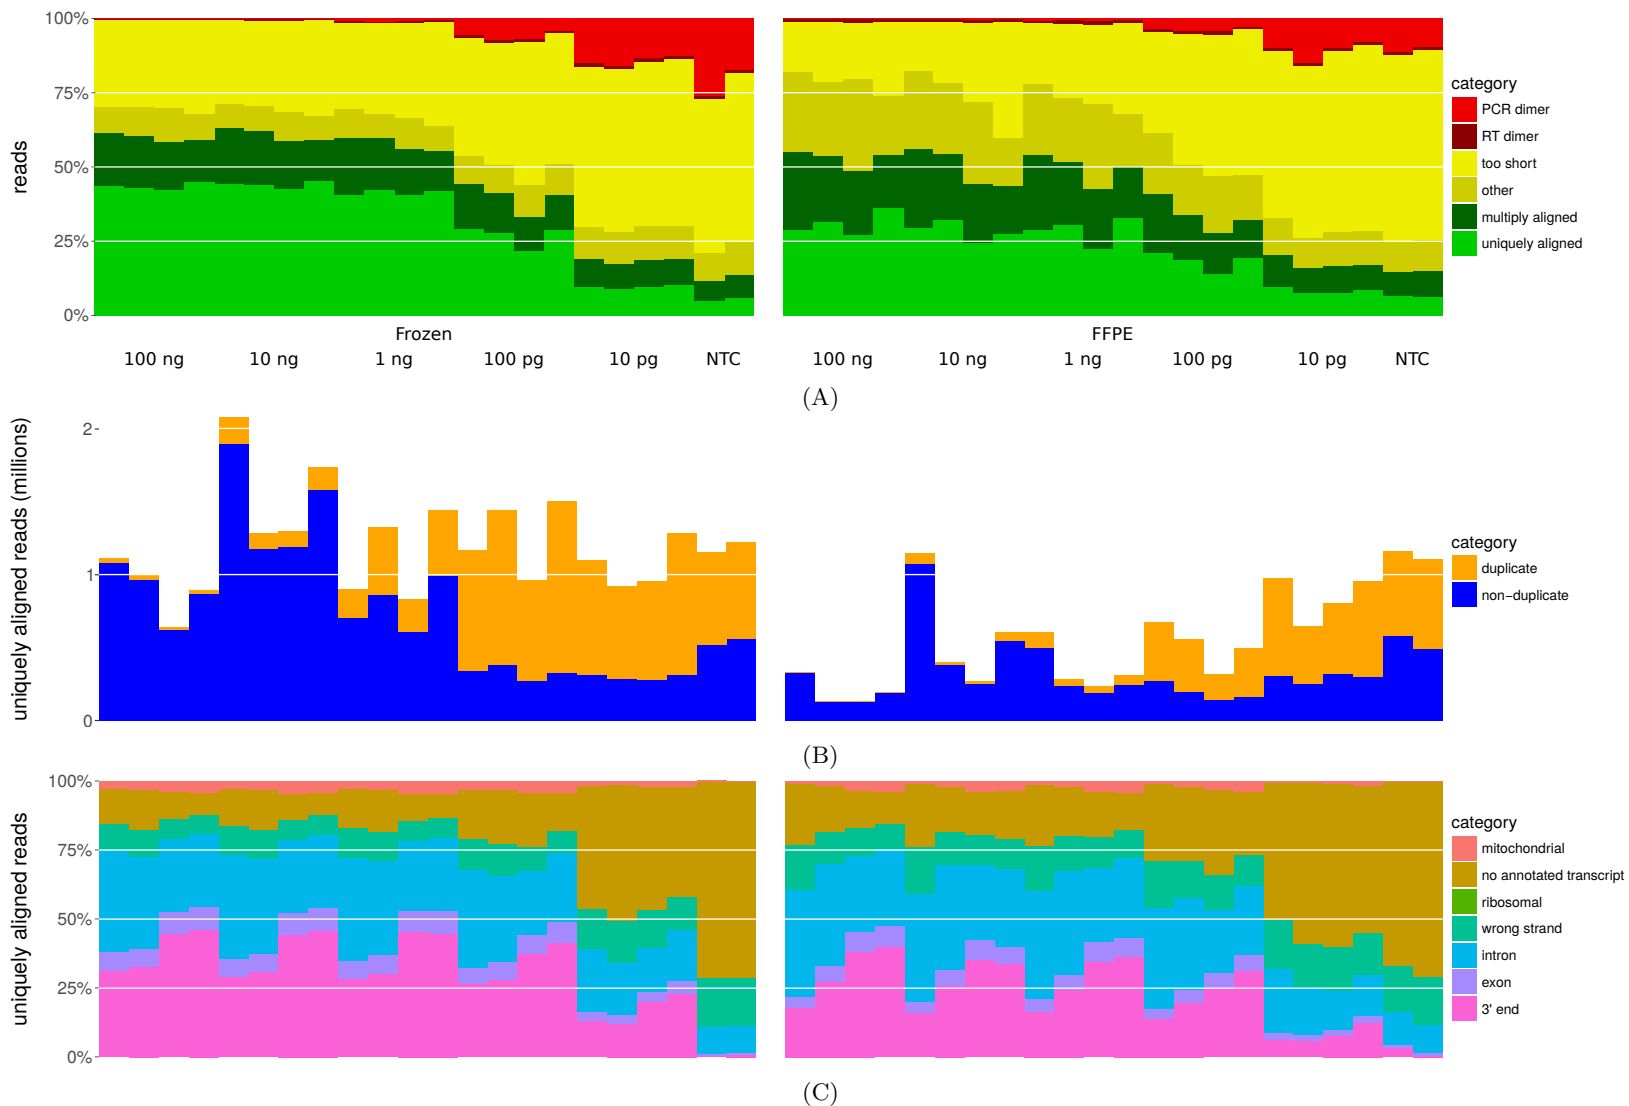 reads
100%
75%
50%
25%
0%
Frozen
100 ng 10 ng 1 ng 100 pg 10 pg NTC
FFPE
100 ng 10 ng 1 ng 100 pg 10 pg NTC
category
PCR dimer
RT dimer
too short
other
multiply aligned
uniquely aligned
(A)
uniquely aligned reads (millions)
2
1
0
category
duplicate
non−duplicate
(B)
uniquely aligned reads
100%
75%
50%
25%
0%
category
mitochondrial
no annotated transcript
ribosomal
wrong strand
intron
exon
3' end
(C)